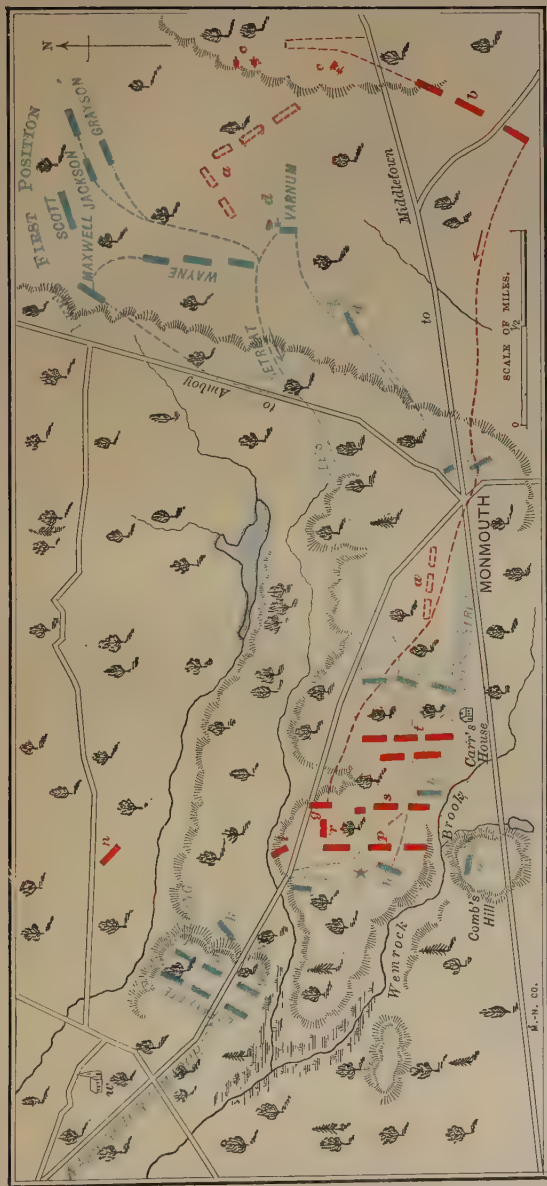 N
FIRST POSITION
SCOTT
MAXWELL
JACKSON
GRAYSON
WAYNE
VARNUM
d
a
c
c
b
RETREAT
to Amboy
to Middletown
SCALE OF MILES.
0 1/2
MONMOUTH
a
t
s
r
p
g
i
n
k
h
w
Carr's House
Wemrock Brook
Comb's Hill
M.-N. CO.